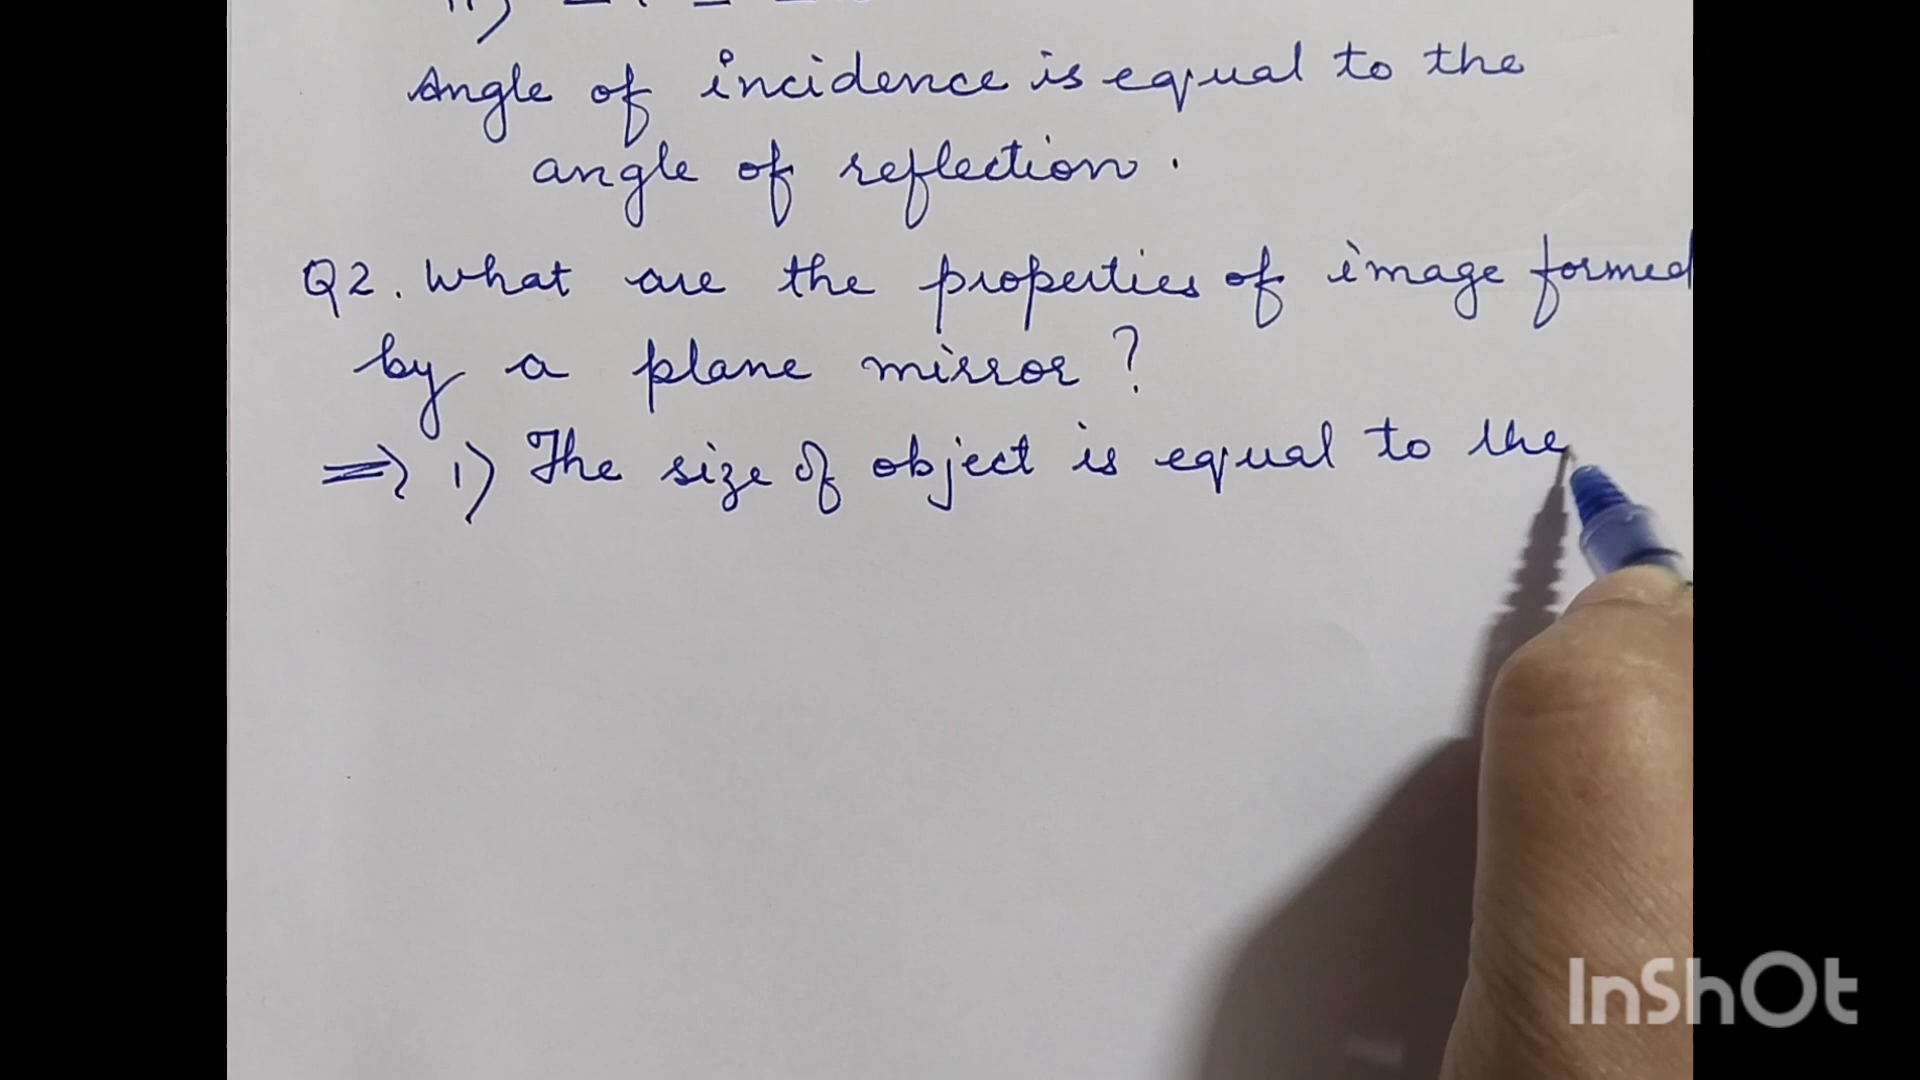 Angle of incidence is equal to the
angle of reflection.
Q2. What are the properties of image formed
by a plane mirror?
⇒ 1) The size of object is equal to the
InShOt